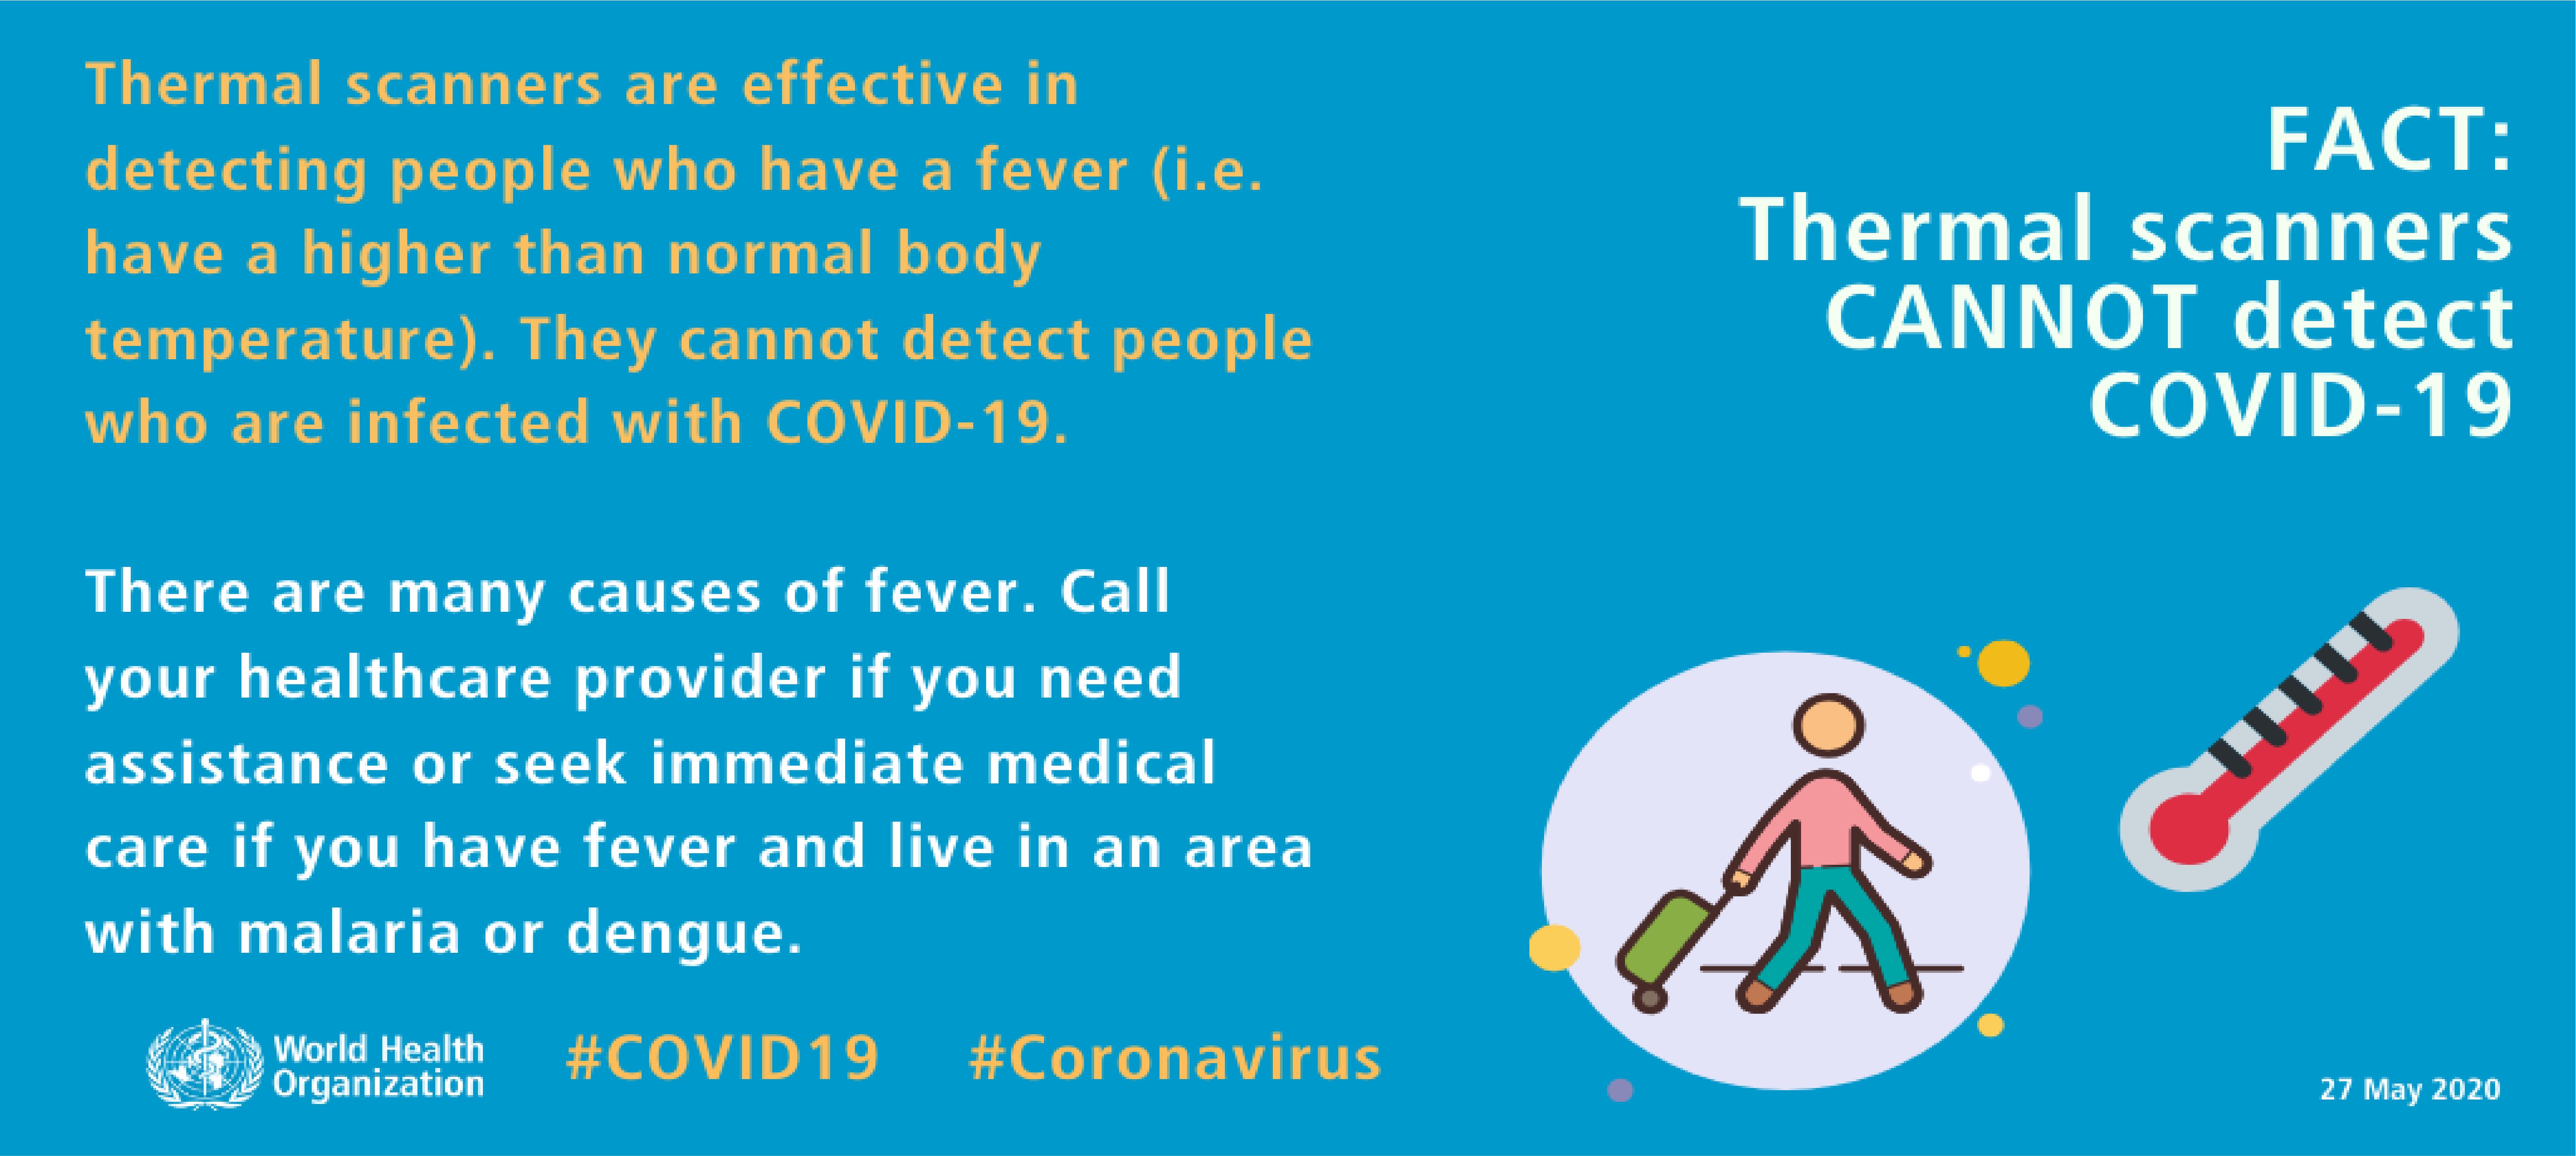 Thermal scanners are effective in
detecting people who have a fever (i.e.
have a higher than normal body
temperature). They cannot detect people
who are infected with COVID-19.
There are many causes of fever. Call
your healthcare provider if you need
assistance or seek immediate medical
care if you have fever and live in an area
with malaria or dengue.
FACT:
Thermal scanners
CANNOT detect
COVID-19
World Health
Organization
#COVID19 #Coronavirus
27 May 2020